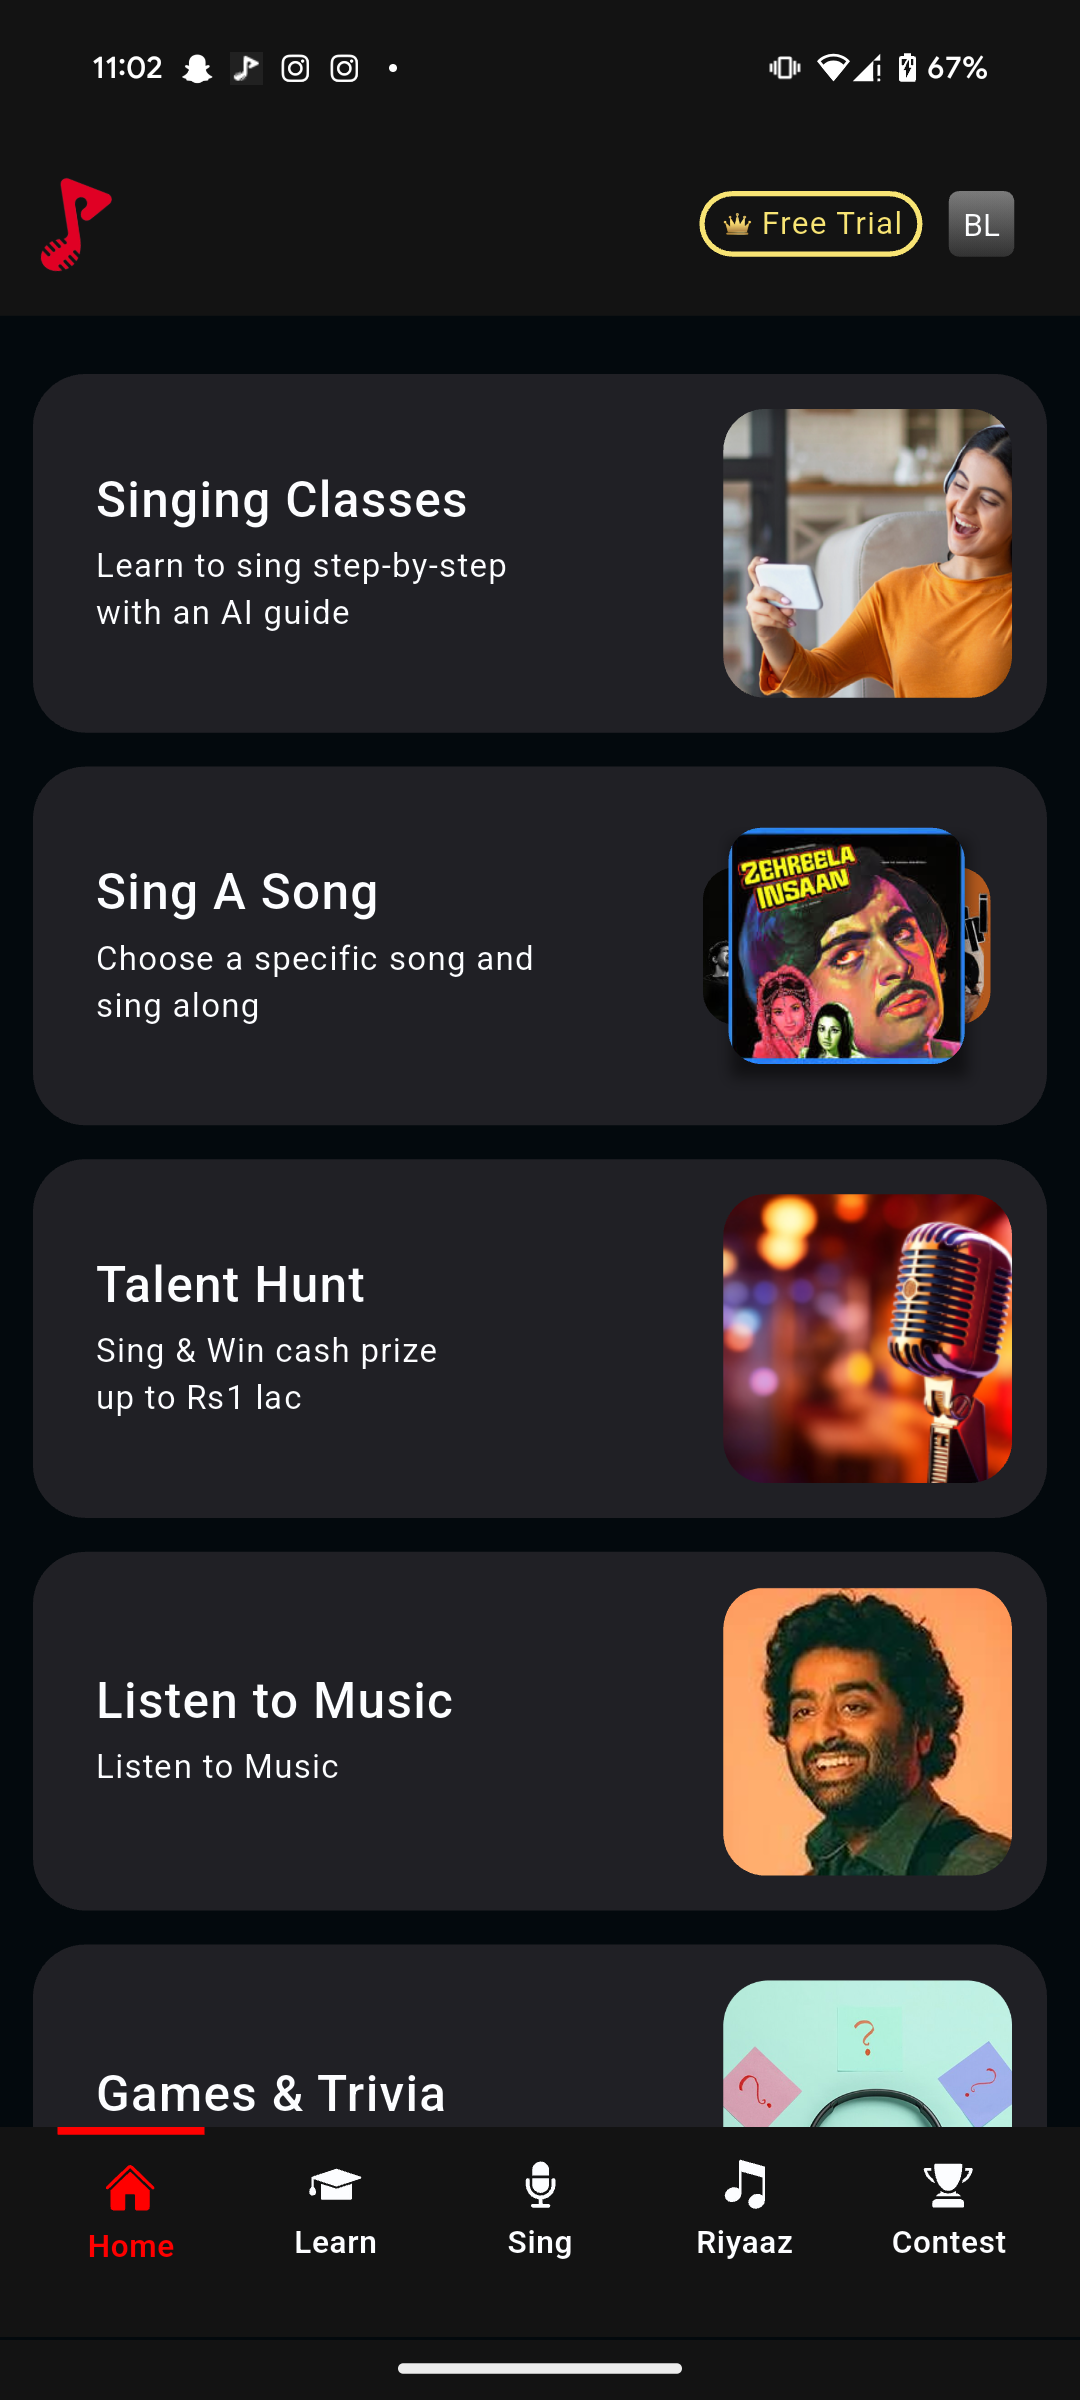 11:02
67%
Free Trial
BL
Singing Classes
Learn to sing step-by-step
with an AI guide
Sing A Song
Choose a specific song and
sing along
ZEHREELA
INSAAN
Talent Hunt
Sing & Win cash prize
up to Rs1 lac
Listen to Music
Listen to Music
Games & Trivia
?
?
?
Home
Learn
Sing
Riyaaz
Contest